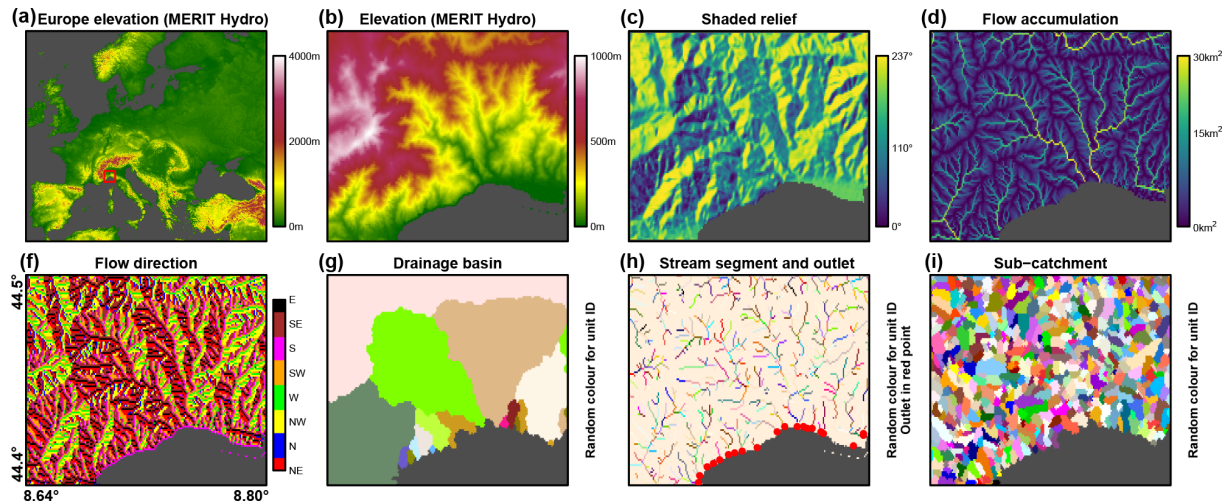 (a) Europe elevation (MERIT Hydro)
4000m
2000m
0m
(b) Elevation (MERIT Hydro)
1000m
500m
0m
(c) Shaded relief
237°
110°
0°
(d) Flow accumulation
30km²
15km²
0km²
(f) Flow direction
44.5°
44.4°
8.64°
8.80°
E
SE
S
SW
W
NW
N
NE
(g) Drainage basin
Random colour for unit ID
(h) Stream segment and outlet
Random colour for unit ID
Outlet in red point
(i) Sub−catchment
Random colour for unit ID